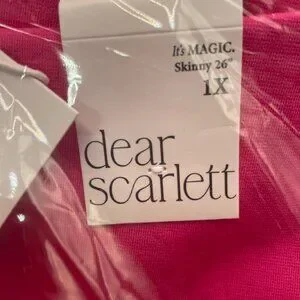 It's MAGIC.
Skinny 26"
1X
dear
scarlett